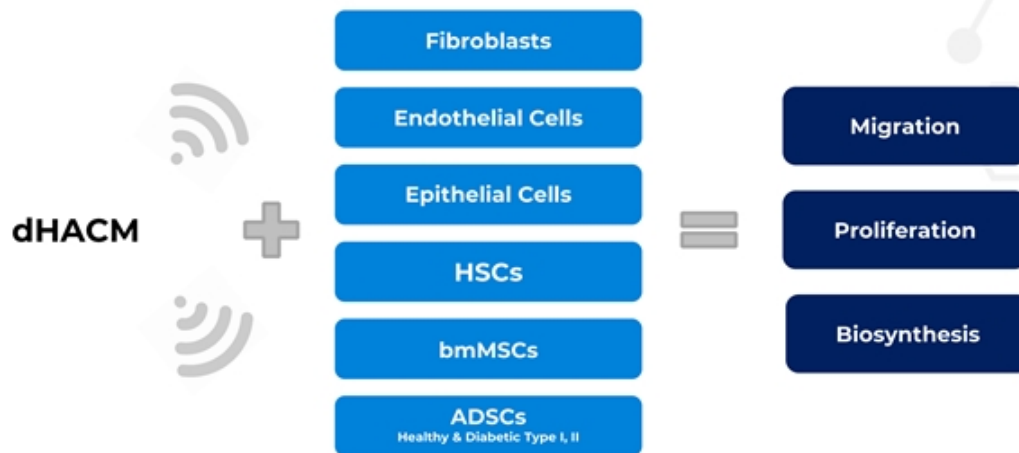 dHACM
Fibroblasts
Endothelial Cells
Epithelial Cells
HSCs
bmMSCs
ADSCs
Healthy & Diabetic Type I, II
Migration
Proliferation
Biosynthesis